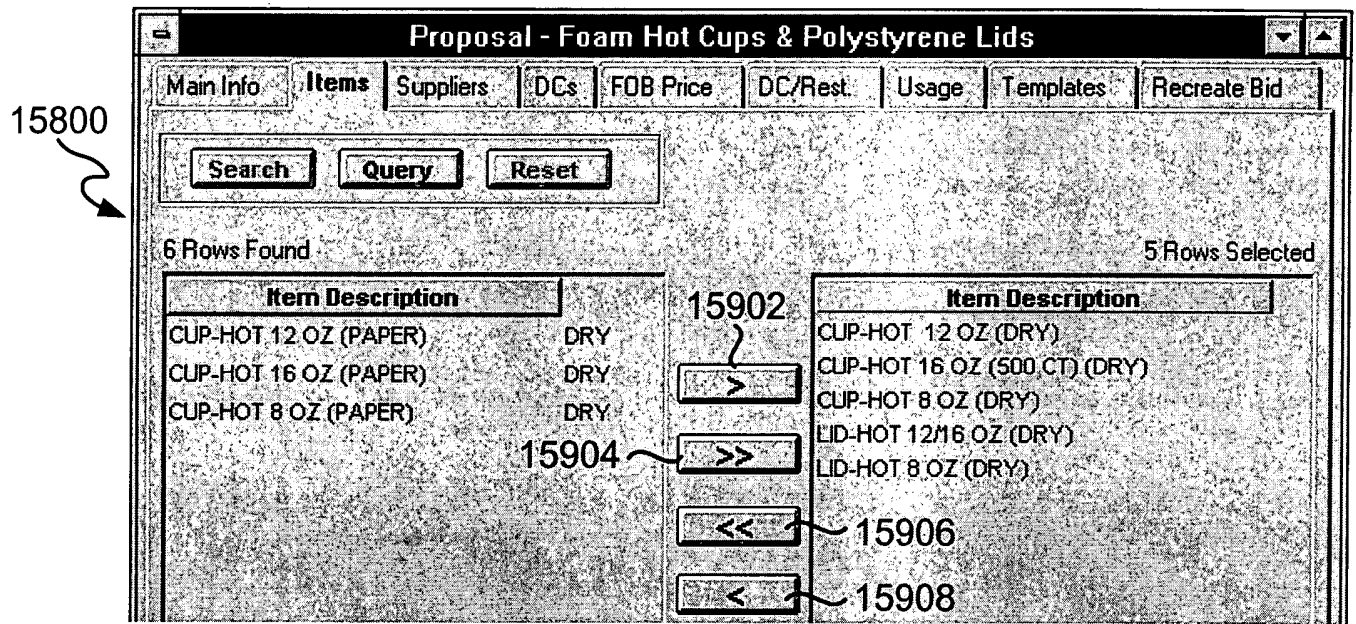 Proposal - Foam Hot Cups & Polystyrene Lids
Main Info Items Suppliers DCs FOB Price DC/Rest. Usage Templates Recreate Bid
15800
Search Query Reset
6 Rows Found
5 Rows Selected
Item Description
CUP-HOT 12 OZ (PAPER) DRY
CUP-HOT 16 OZ (PAPER) DRY
CUP-HOT 8 OZ (PAPER) DRY
15902
>
15904
>>
<<
15906
<
15908
Item Description
CUP-HOT 12 OZ (DRY)
CUP-HOT 16 OZ (500 CT) (DRY)
CUP-HOT 8 OZ (DRY)
LID-HOT 12/16 OZ (DRY)
LID-HOT 8 OZ (DRY)